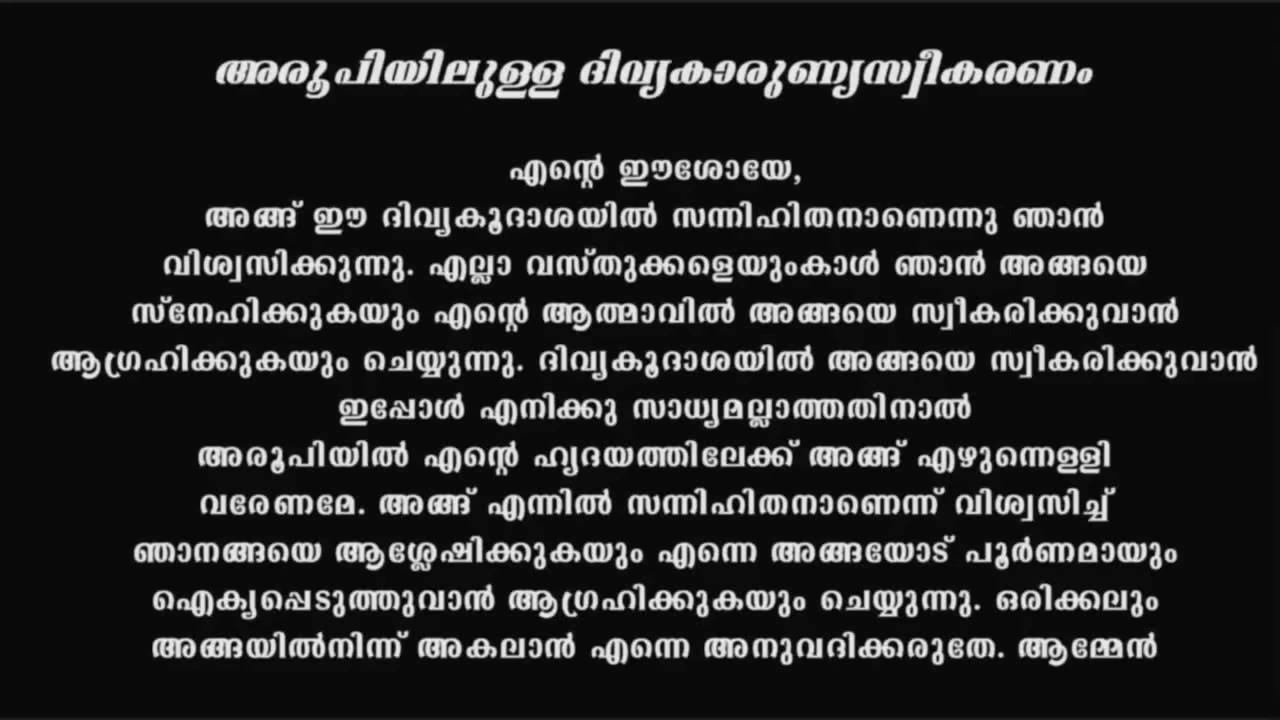 അരൂപിയിലുള്ള ദിവ്യകാരുണ്യസ്വീകരണം
എന്റെ ഈശോയേ,
അങ്ങ് ഈ ദിവ്യകൂദാശയിൽ സന്നിഹിതനാണെന്നു ഞാൻ
വിശ്വസിക്കുന്നു. എല്ലാ വസ്തുക്കളെയുംകാൾ ഞാൻ അങ്ങയെ
സ്നേഹിക്കുകയും എന്റെ ആത്മാവിൽ അങ്ങയെ സ്വീകരിക്കുവാൻ
ആഗ്രഹിക്കുകയും ചെയ്യുന്നു. ദിവ്യകൂദാശയിൽ അങ്ങയെ സ്വീകരിക്കുവാൻ
ഇപ്പോൾ എനിക്കു സാധ്യമല്ലാത്തതിനാൽ
അരൂപിയിൽ എന്റെ ഹൃദയത്തിലേക്ക് അങ്ങ് എഴുന്നെള്ളി
വരേണമേ. അങ്ങ് എന്നിൽ സന്നിഹിതനാണെന്ന് വിശ്വസിച്ച്
ഞാനങ്ങയെ ആശ്ലേഷിക്കുകയും എന്നെ അങ്ങയോട് പൂർണമായും
ഐക്യപ്പെടുത്തുവാൻ ആഗ്രഹിക്കുകയും ചെയ്യുന്നു. ഒരിക്കലും
അങ്ങയിൽനിന്ന് അകലാൻ എന്നെ അനുവദിക്കരുതേ. ആമ്മേൻ